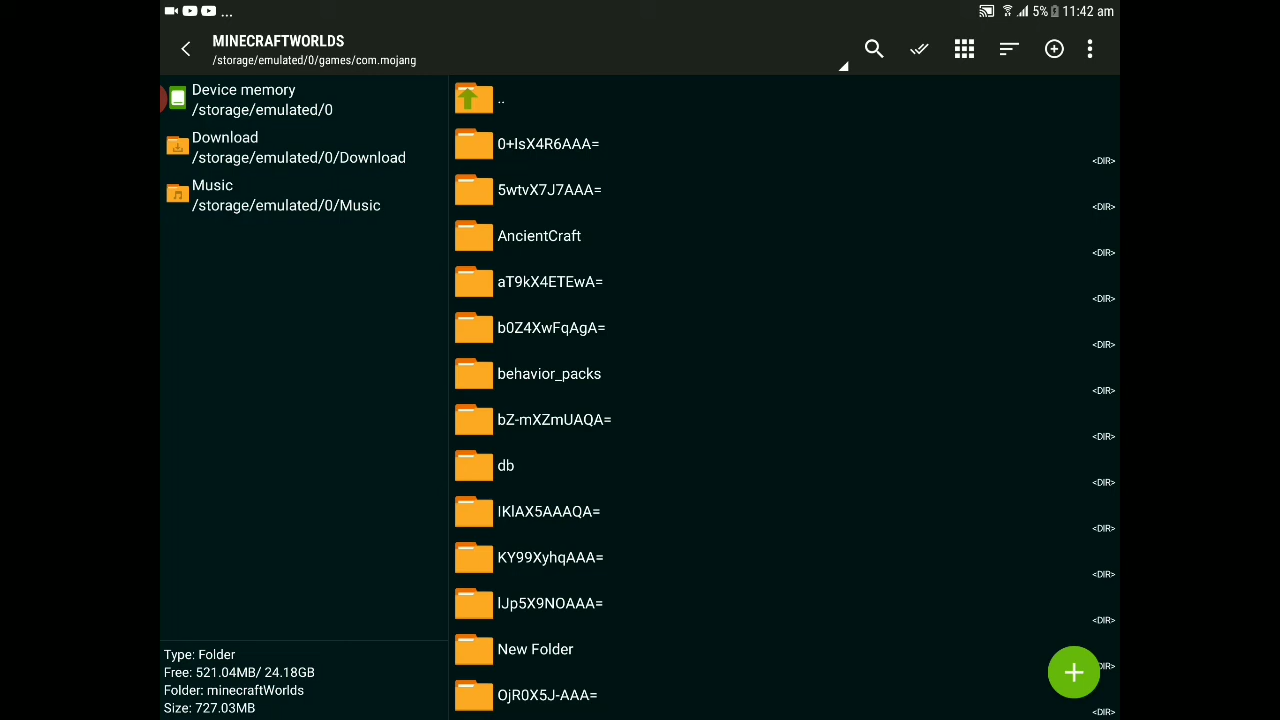 ...
5%
11:42 am
MINECRAFTWORLDS
/storage/emulated/0/games/com.mojang
Device memory
/storage/emulated/0
Download
/storage/emulated/0/Download
Music
/storage/emulated/0/Music
..
0+lsX4R6AAA=
<DIR>
5wtvX7J7AAA=
<DIR>
AncientCraft
<DIR>
aT9kX4ETEwA=
<DIR>
b0Z4XwFqAgA=
<DIR>
behavior_packs
<DIR>
bZ-mXZmUAQA=
<DIR>
db
<DIR>
IKlAX5AAAQA=
<DIR>
KY99XyhqAAA=
<DIR>
lJp5X9NOAAA=
<DIR>
New Folder
<DIR>
OjR0X5J-AAA=
<DIR>
Type: Folder
Free: 521.04MB/ 24.18GB
Folder: minecraftWorlds
Size: 727.03MB